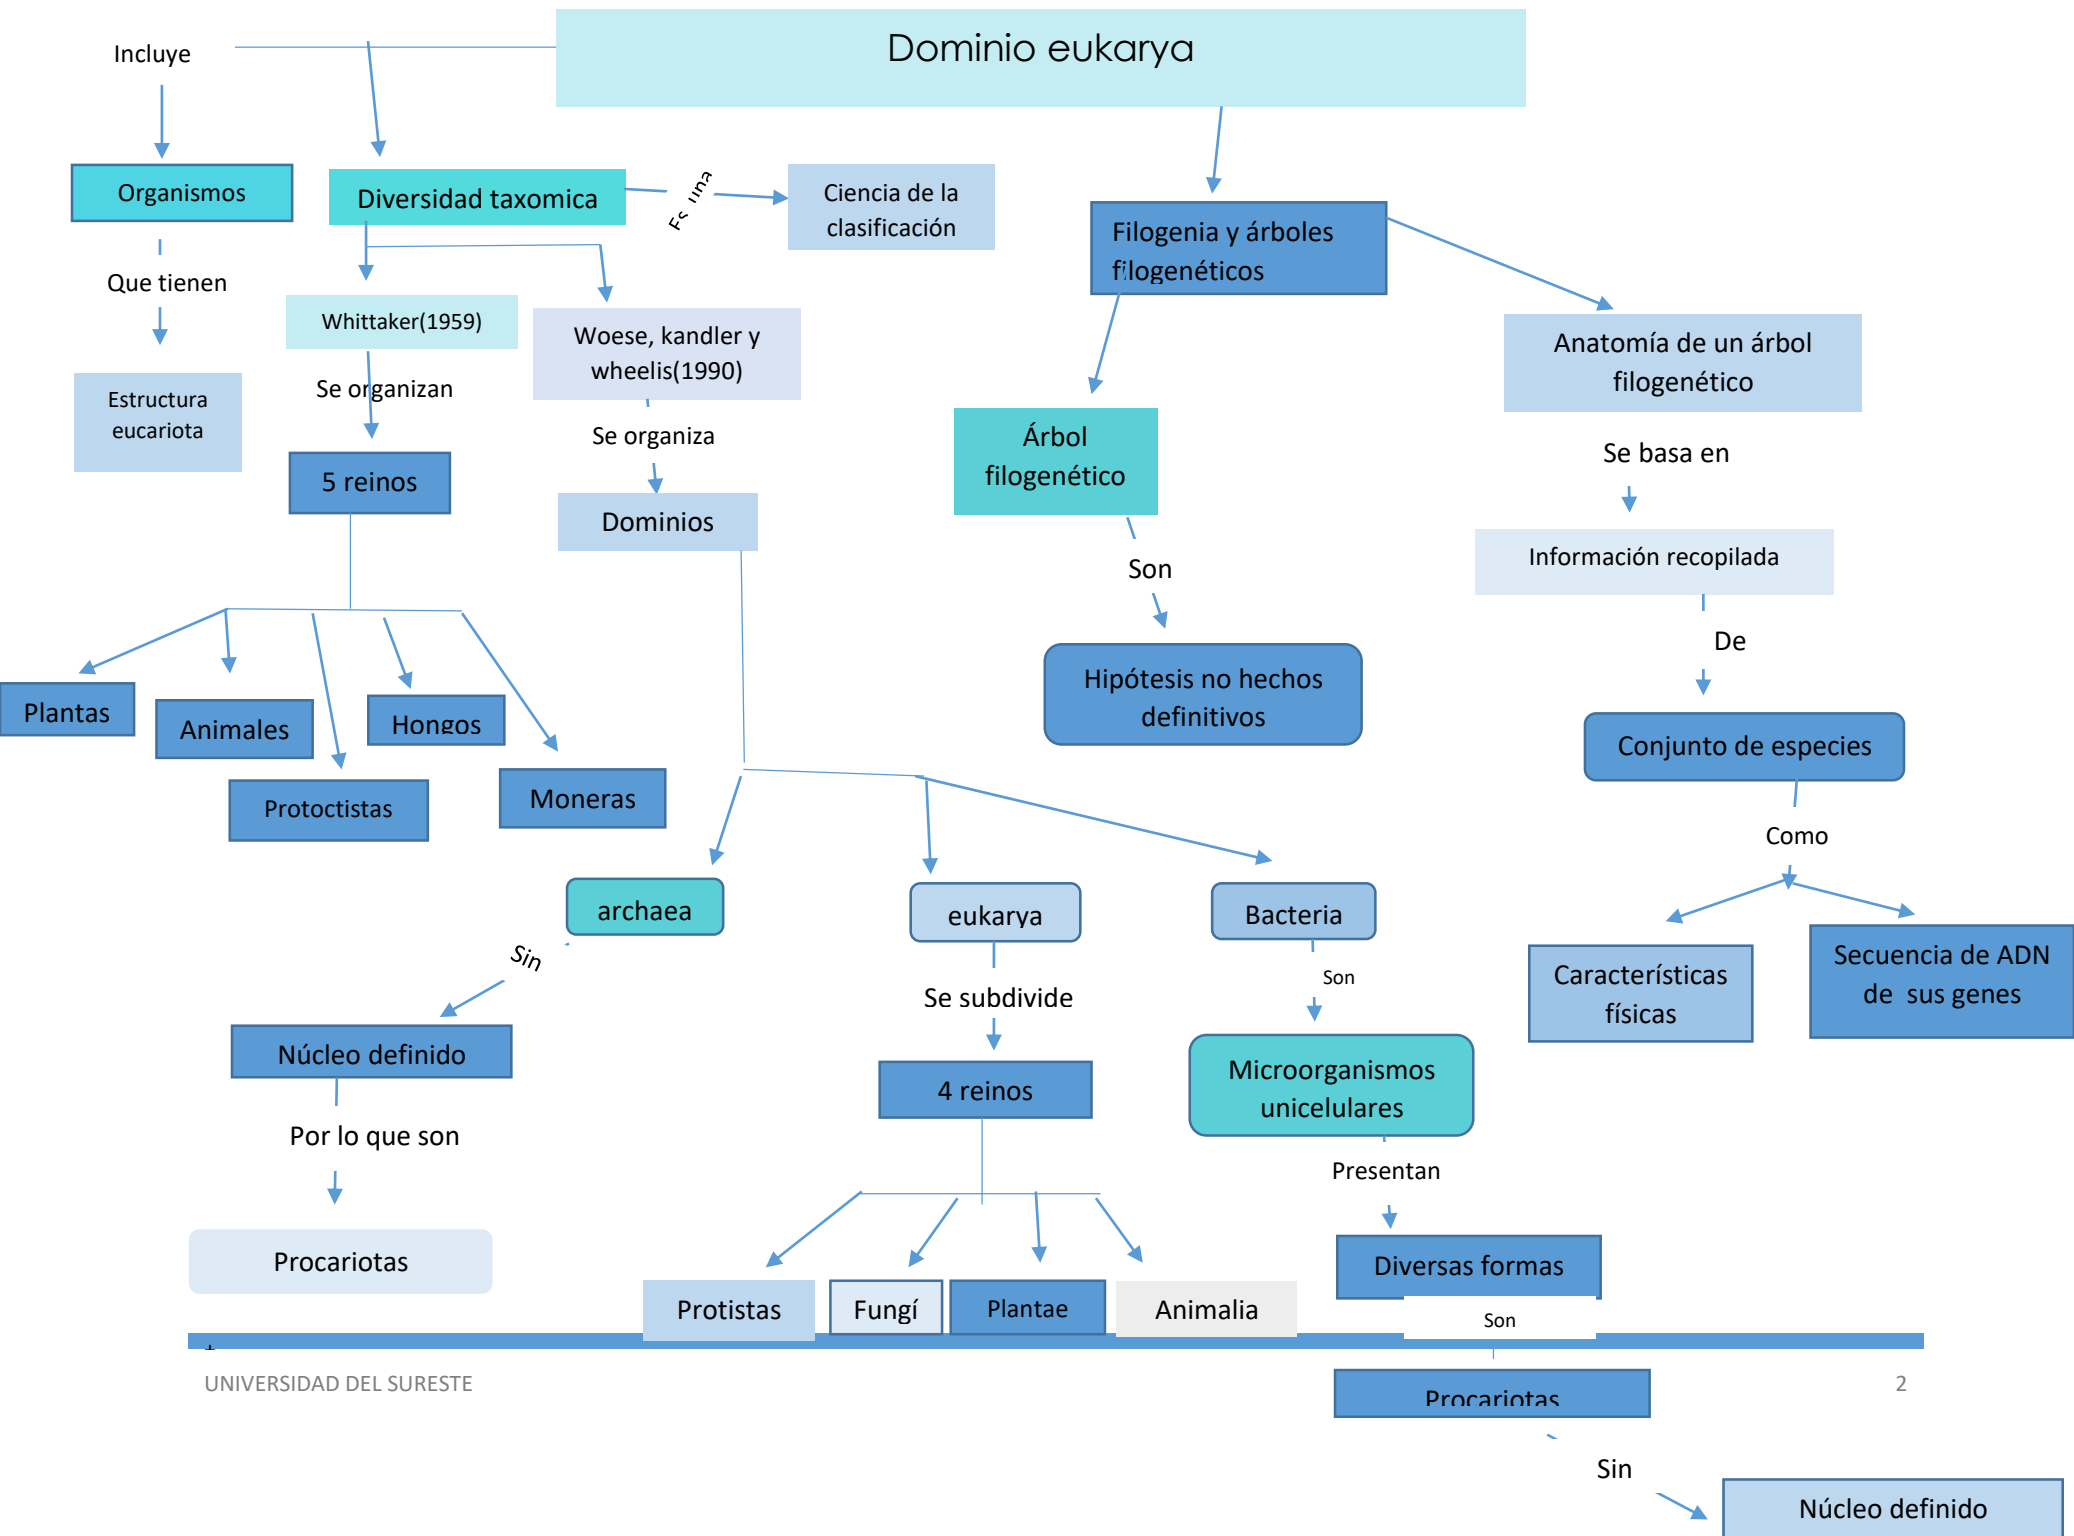 Dominio eukarya
Incluye
Organismos
Que tienen
Estructura
eucariota
Diversidad taxomica
Es una
Ciencia de la
clasificación
Whittaker(1959)
Se organizan
5 reinos
Plantas
Animales
Protoctistas
Hongos
Moneras
Woese, kandler y
wheelis(1990)
Se organiza
Dominios
archaea
Sin
Núcleo definido
Por lo que son
Procariotas
eukarya
Se subdivide
4 reinos
Protistas
Fungí
Plantae
Animalia
Bacteria
Son
Microorganismos
unicelulares
Presentan
Diversas formas
Son
Procariotas
Sin
Núcleo definido
Filogenia y árboles
filogenéticos
Árbol
filogenético
Son
Hipótesis no hechos
definitivos
Anatomía de un árbol
filogenético
Se basa en
Información recopilada
De
Conjunto de especies
Como
Características
físicas
Secuencia de ADN
de  sus genes
UNIVERSIDAD DEL SURESTE
2